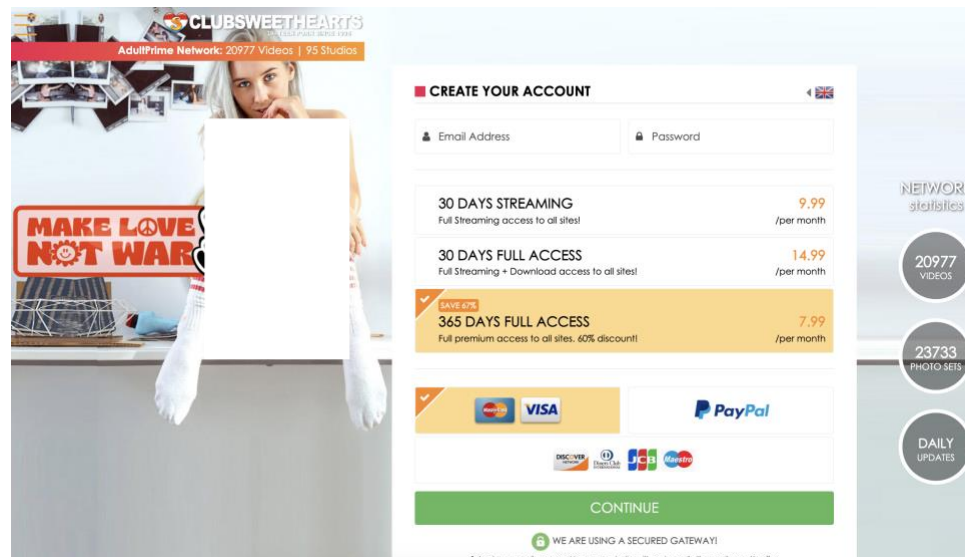 CLUBSWEETHEARTS
AdultPrime Network: 20977 Videos | 95 Studios
MAKE LOVE
NOT WAR
CREATE YOUR ACCOUNT
Email Address
Password
30 DAYS STREAMING
9.99
Full Streaming access to all sites!
/per month
30 DAYS FULL ACCESS
14.99
Full Streaming + Download access to all sites!
/per month
SAVE 67%
365 DAYS FULL ACCESS
7.99
Full premium access to all sites. 60% discount!
/per month
MasterCard
VISA
PayPal
DISCOVER
NETWORK
Diners Club
JCB
Maestro
CONTINUE
WE ARE USING A SECURED GATEWAY!
NETWOR
statistics
20977
VIDEOS
23733
PHOTO SETS
DAILY
UPDATES